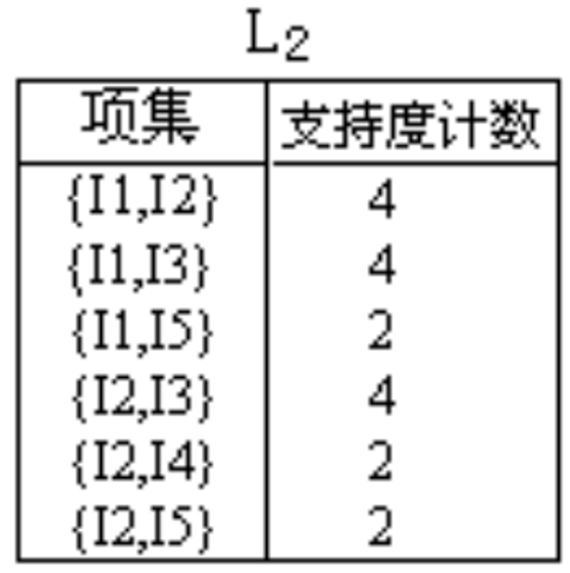 L2
项集 支持度计数
{I1,I2} 4
{I1,I3} 4
{I1,I5} 2
{I2,I3} 4
{I2,I4} 2
{I2,I5} 2